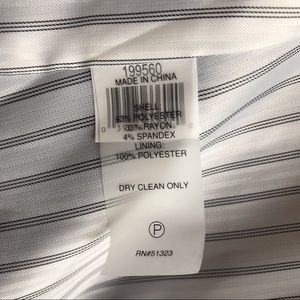 199560
MADE IN CHINA
SHELL:
63% POLYESTER
33% RAYON
4% SPANDEX
LINING:
100% POLYESTER
DRY CLEAN ONLY
P
RN#51323